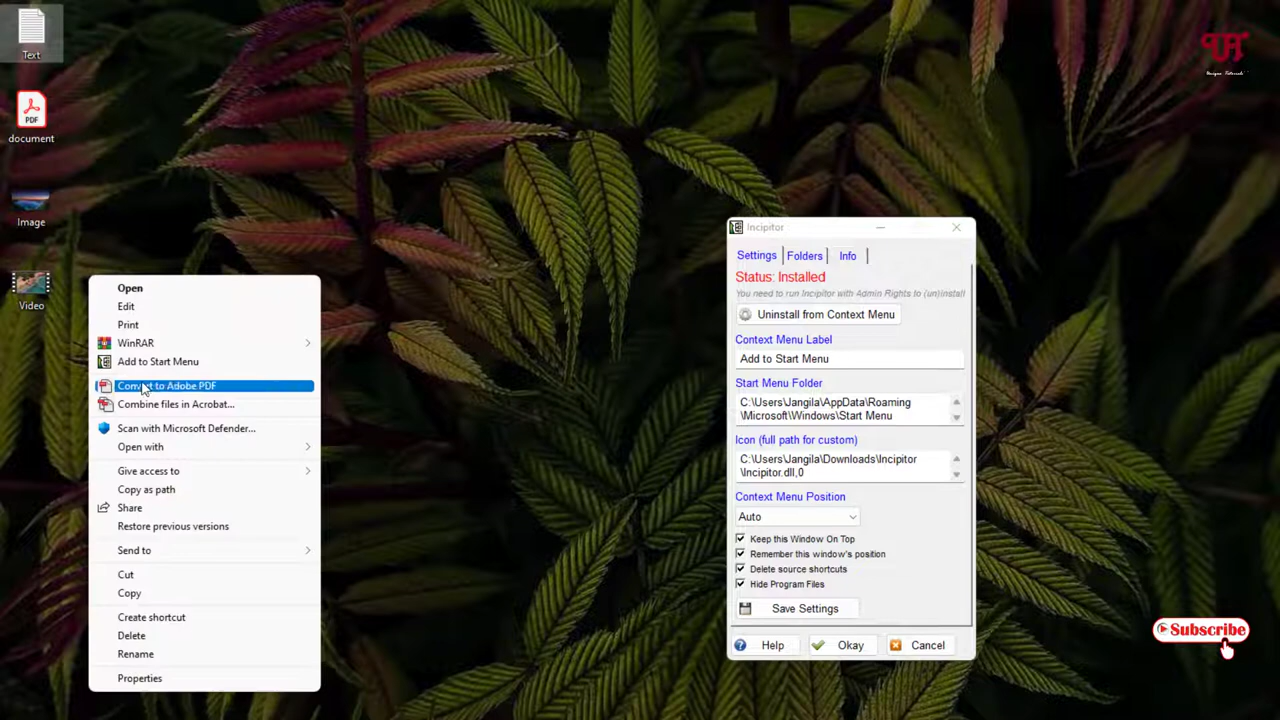 Text
document
Image
Video
PDF
Open
Edit
Print
WinRAR
Add to Start Menu
Convert to Adobe PDF
Combine files in Acrobat...
Scan with Microsoft Defender...
Open with
Give access to
Copy as path
Share
Restore previous versions
Send to
Cut
Copy
Create shortcut
Delete
Rename
Properties
Incipitor
Settings
Folders
Info
Status: Installed
You need to run Incipitor with Admin Rights to (un)install
Uninstall from Context Menu
Context Menu Label
Add to Start Menu
Start Menu Folder
C:\Users\Jangila\AppData\Roaming
\Microsoft\Windows\Start Menu
Icon (full path for custom)
C:\Users\Jangila\Downloads\Incipitor
\Incipitor.dll,0
Context Menu Position
Auto
Keep this Window On Top
Remember this window's position
Delete source shortcuts
Hide Program Files
Save Settings
Help
Okay
Cancel
UT
Unique Tutorials
Subscribe